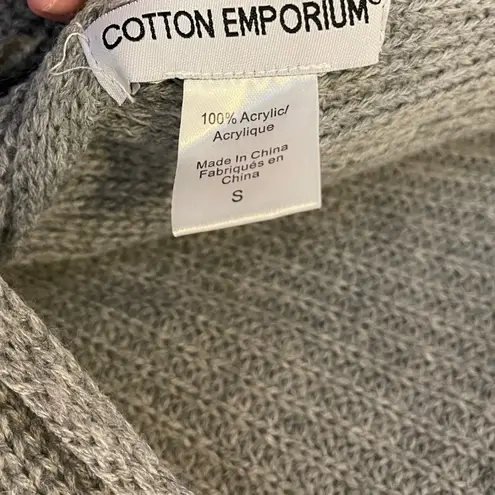 COTTON EMPORIUM®
100% Acrylic/
Acrylique
Made In China
Fabriqués en
China
S